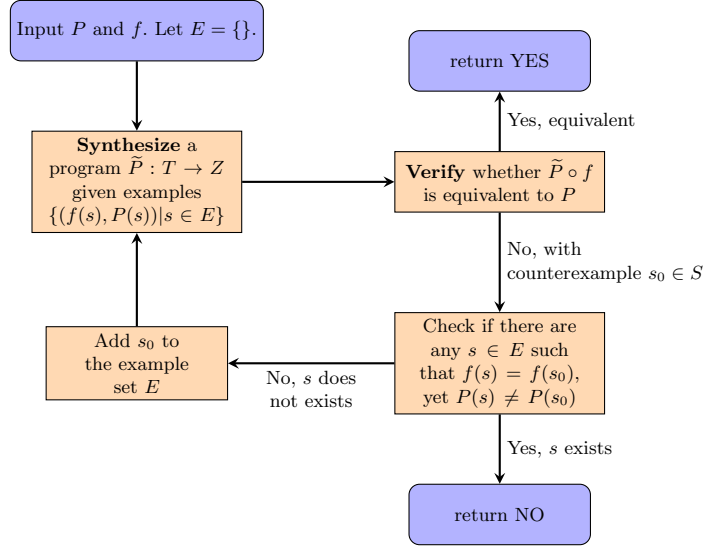 Input P and f. Let E = {}.
return YES
Yes, equivalent
Synthesize a
program P̃ : T → Z
given examples
{(f(s), P(s))|s ∈ E}
Verify whether P̃ ∘ f
is equivalent to P
No, with
counterexample s₀ ∈ S
Add s₀ to
the example
set E
No, s does
not exists
Check if there are
any s ∈ E such
that f(s) = f(s₀),
yet P(s) ≠ P(s₀)
Yes, s exists
return NO